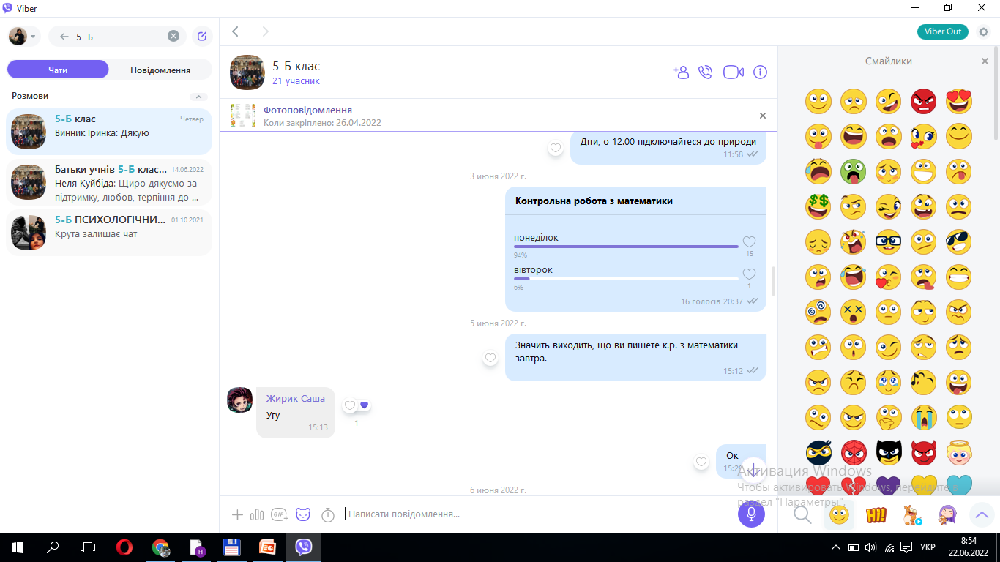 Viber
5 -Б
Чати
Повідомлення
Розмови
5-Б клас
Четвер
Винник Іринка: Дякую
Батьки учнів 5-Б клас...
14.06.2022
Неля Куйбіда: Щиро дякуємо за
підтримку, любов, терпіння до ...
5-Б ПСИХОЛОГІЧНИ...
01.10.2021
Крута залишає чат
Viber Out
5-Б клас
21 учасник
Фотоповідомлення
Коли закріплено: 26.04.2022
Діти, о 12.00 підключайтеся до природи
11:58
3 июня 2022 г.
Контрольна робота з математики
понеділок
94%
15
вівторок
6%
1
16 голосів 20:37
5 июня 2022 г.
Значить виходить, що ви пишете к.р. з математики
завтра.
15:12
Жирик Саша
Угу
15:13
1
Ок
6 июня 2022 г.
GIF
Написати повідомлення...
Смайлики
Активация Windows
Чтобы активировать Windows, перейдите в
раздел "Параметры".
HI!
H
УКР
8:54
22.06.2022